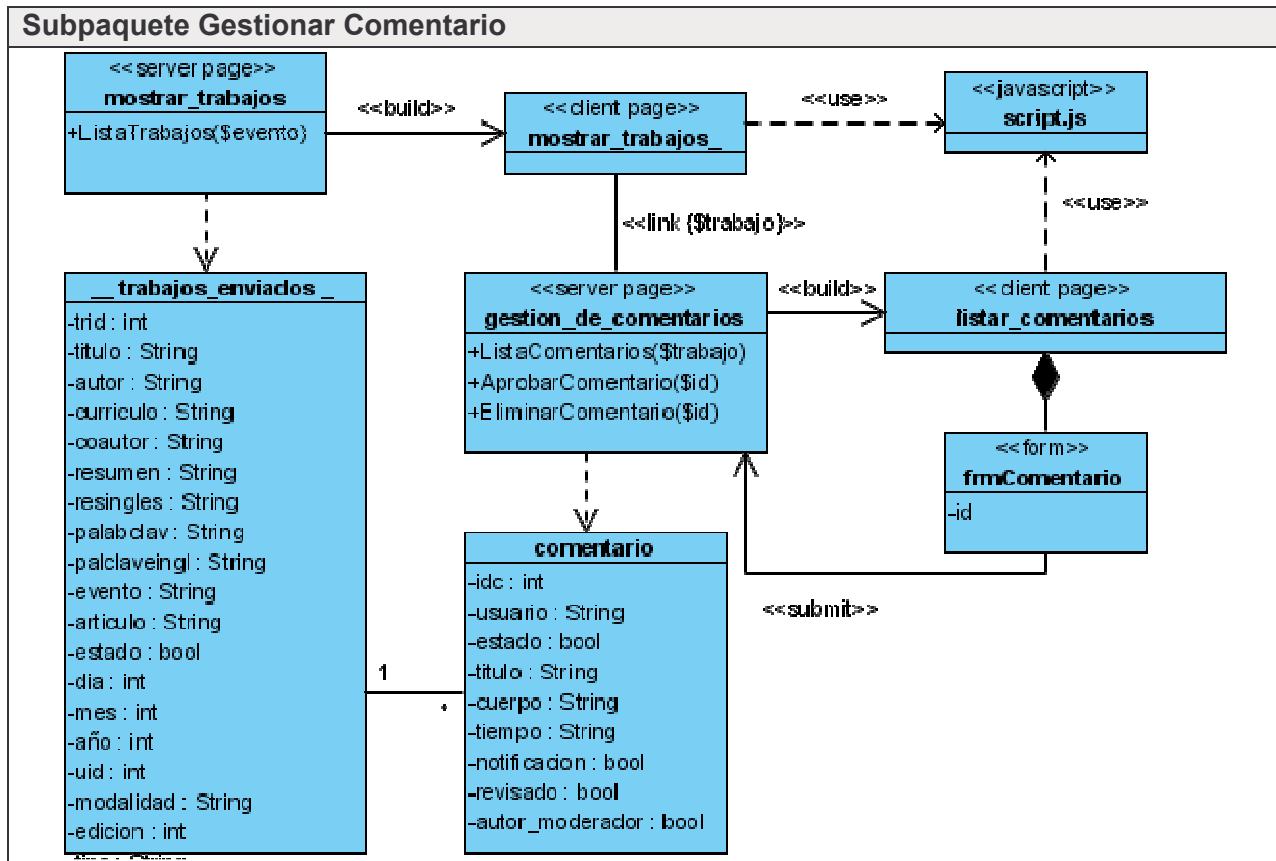 Subpaquete Gestionar Comentario
<<server page>>
mostrar_trabajos
+ListaTrabajos($evento)
<<build>>
<<client page>>
mostrar_trabajos_
<<use>>
<<javascript>>
script.js
<<link {$trabajo}>>
<<use>>
__trabajos_enviados_
-trid : int
-titulo : String
-autor : String
-curriculo : String
-coautor : String
-resumen : String
-resingles : String
-palabclav : String
-palclaveingl : String
-evento : String
-articulo : String
-estado : bool
-dia : int
-mes : int
-año : int
-uid : int
-modalidad : String
-edicion : int
<<server page>>
gestion_de_comentarios
+ListaComentarios($trabajo)
+AprobarComentario($id)
+EliminarComentario($id)
<<build>>
<<client page>>
listar_comentarios
<<form>>
frmComentario
-id
<<submit>>
comentario
-idc : int
-usuario : String
-estado : bool
-titulo : String
-cuerpo : String
-tiempo : String
-notificacion : bool
-revisado : bool
-autor_moderador : bool
1
*